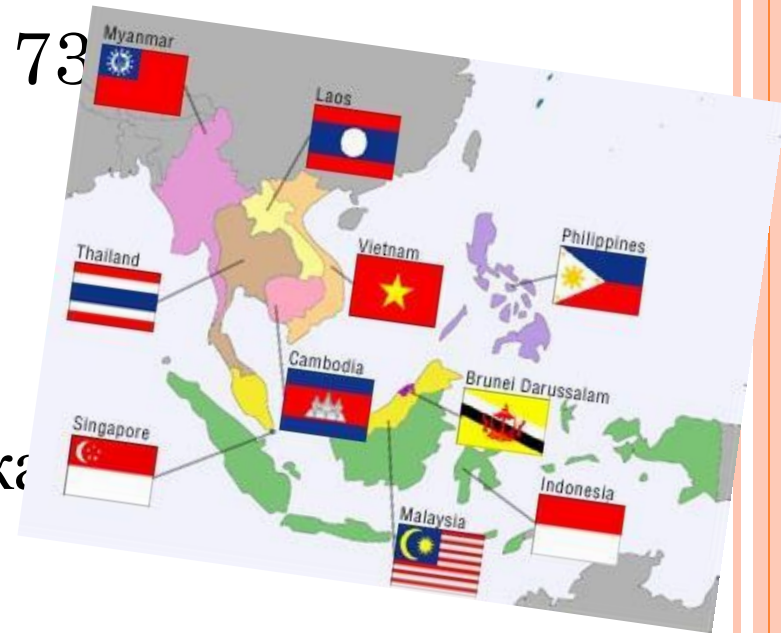 73
Myanmar
Laos
Thailand
Vietnam
Philippines
Cambodia
Brunei Darussalam
Singapore
Indonesia
Malaysia